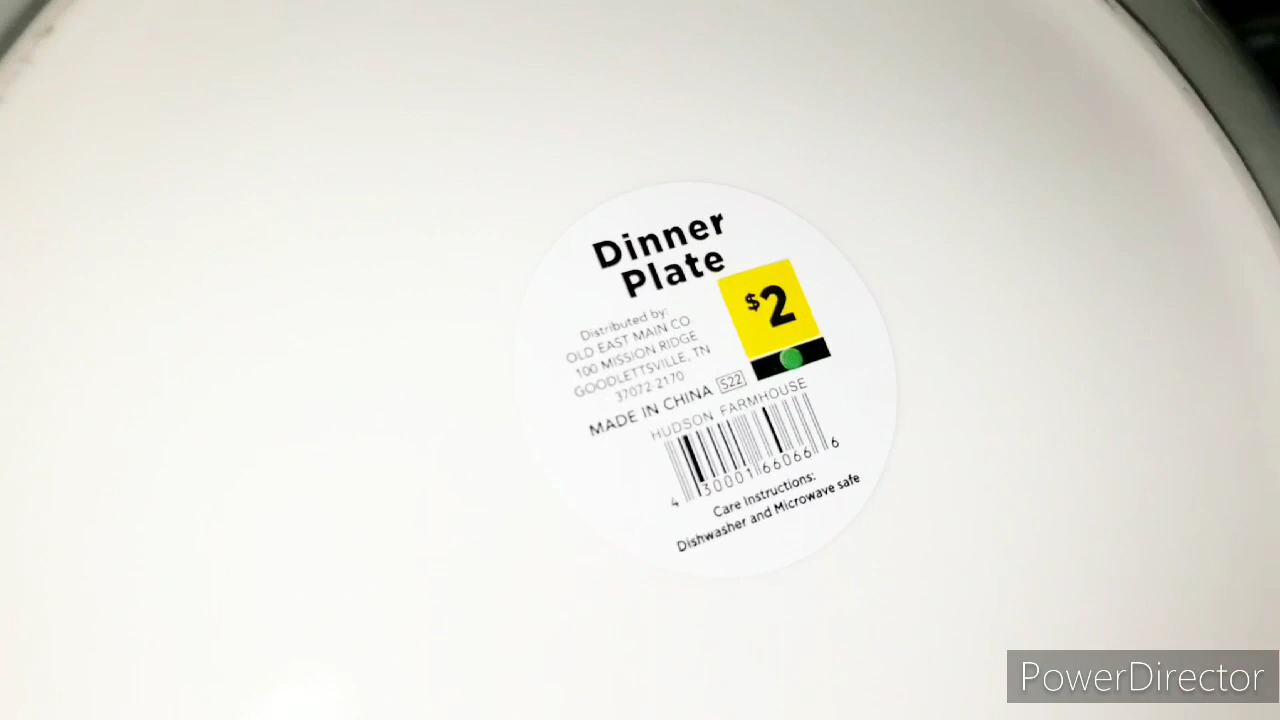 Dinner
Plate
$2
Distributed by:
OLD EAST MAIN CO
100 MISSION RIDGE
GOODLETTSVILLE, TN
37072 2170
MADE IN CHINA S22
HUDSON FARMHOUSE
4 30001 66066 6
Care Instructions:
Dishwasher and Microwave safe
PowerDirector